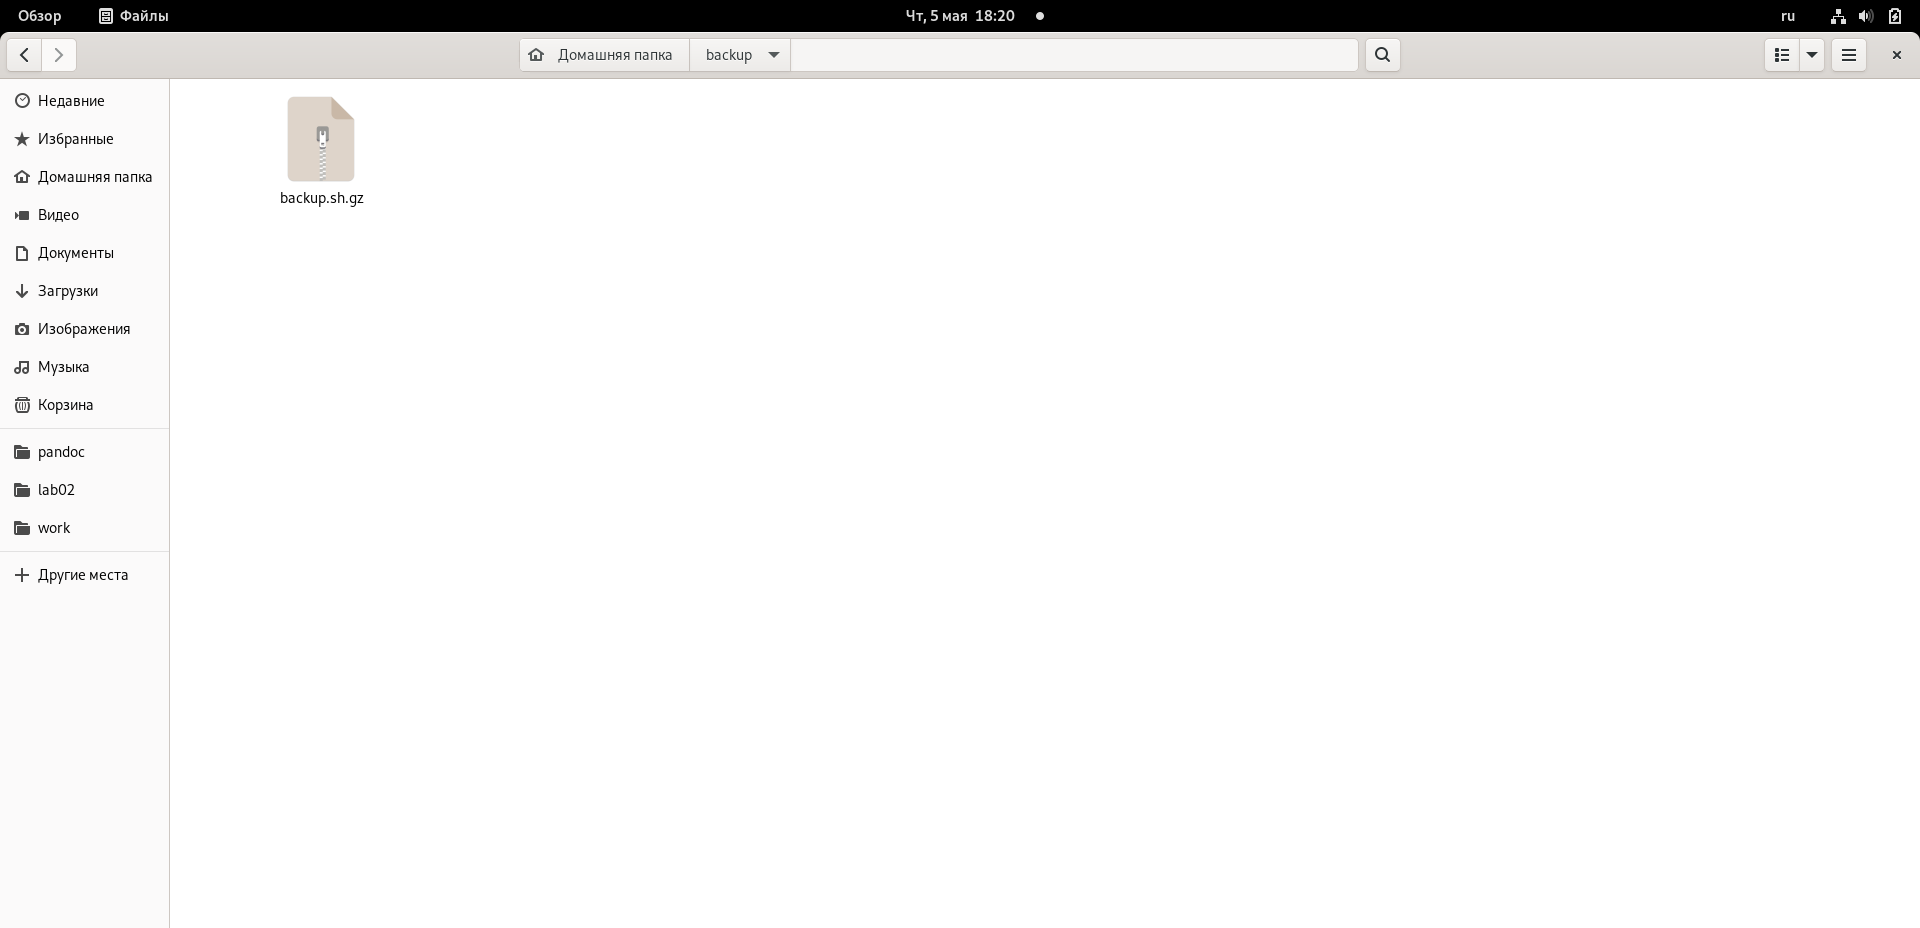 Обзор Файлы Чт, 5 мая 18:20 ru
Домашняя папка backup
Недавние
Избранные
Домашняя папка
Видео
Документы
Загрузки
Изображения
Музыка
Корзина
pandoc
lab02
work
Другие места
backup.sh.gz